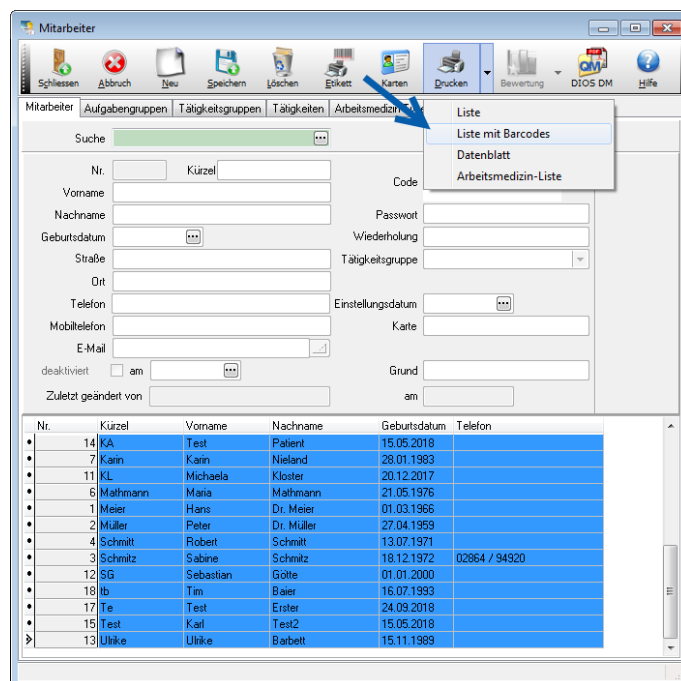 Mitarbeiter
Schliessen Abbruch Neu Speichern Löschen Etikett Karten Drucken Bewertung DIOS DM Hilfe
Mitarbeiter Aufgabengruppen Tätigkeitsgruppen Tätigkeiten Arbeitsmedizin
Liste
Liste mit Barcodes
Datenblatt
Arbeitsmedizin-Liste
Suche
Nr. Kürzel Code
Vorname
Nachname Passwort
Geburtsdatum Wiederholung
Straße Tätigkeitsgruppe
Ort
Telefon Einstellungsdatum
Mobiltelefon Karte
E-Mail
deaktiviert am Grund
Zuletzt geändert von am
Nr. Kürzel Vorname Nachname Geburtsdatum Telefon
14 KA Test Patient 15.05.2018
7 Karin Karin Nieland 28.01.1983
11 KL Michaela Kloster 20.12.2017
6 Mathmann Maria Mathmann 21.05.1976
1 Meier Hans Dr. Meier 01.03.1966
2 Müller Peter Dr. Müller 27.04.1959
4 Schmitt Robert Schmitt 13.07.1971
3 Schmitz Sabine Schmitz 18.12.1972 02864 / 94920
12 SG Sebastian Götte 01.01.2000
18 tb Tim Baier 16.07.1993
17 Te Test Erster 24.09.2018
15 Test Karl Test2 15.05.2018
13 Ulrike Ulrike Barbett 15.11.1989